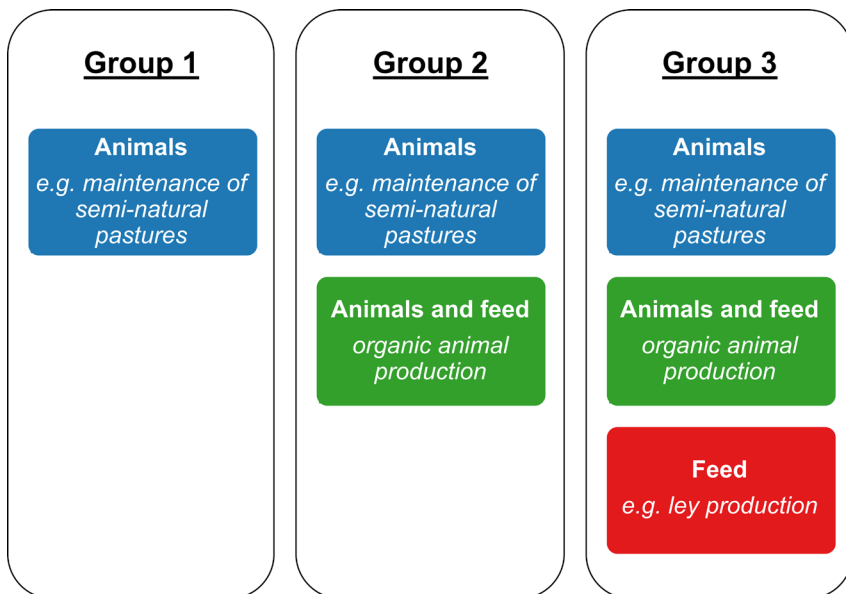 Group 1
Animals
e.g. maintenance of
semi-natural
pastures
Group 2
Animals
e.g. maintenance of
semi-natural
pastures
Animals and feed
organic animal
production
Group 3
Animals
e.g. maintenance of
semi-natural
pastures
Animals and feed
organic animal
production
Feed
e.g. ley production